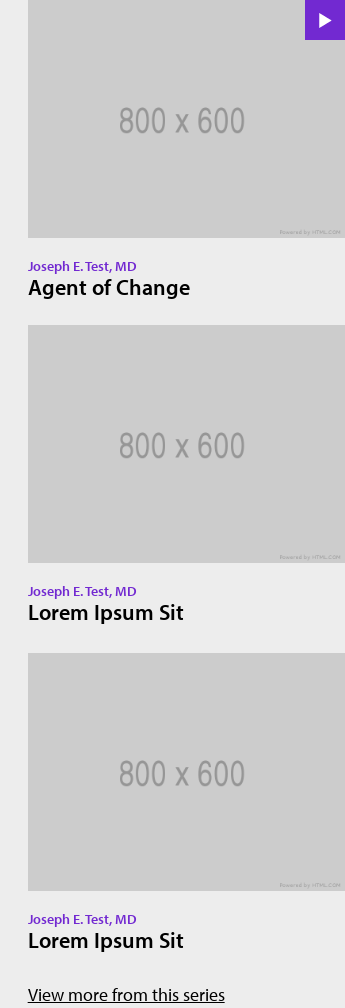 800 x 600
Powered by HTML.COM
Joseph E. Test, MD
Agent of Change
800 x 600
Powered by HTML.COM
Joseph E. Test, MD
Lorem Ipsum Sit
800 x 600
Powered by HTML.COM
Joseph E. Test, MD
Lorem Ipsum Sit
View more from this series